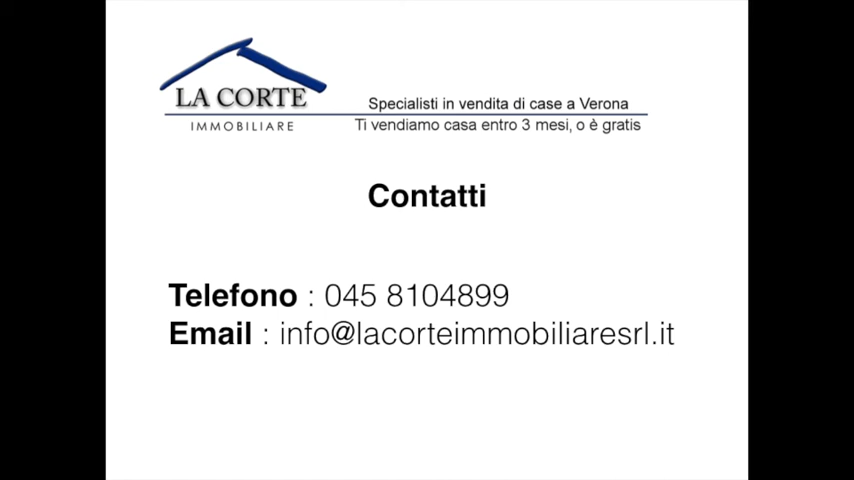 LA CORTE
IMMOBILIARE
Specialisti in vendita di case a Verona
Ti vendiamo casa entro 3 mesi, o è gratis
Contatti
Telefono : 045 8104899
Email : info@lacorteimmobiliaresrl.it